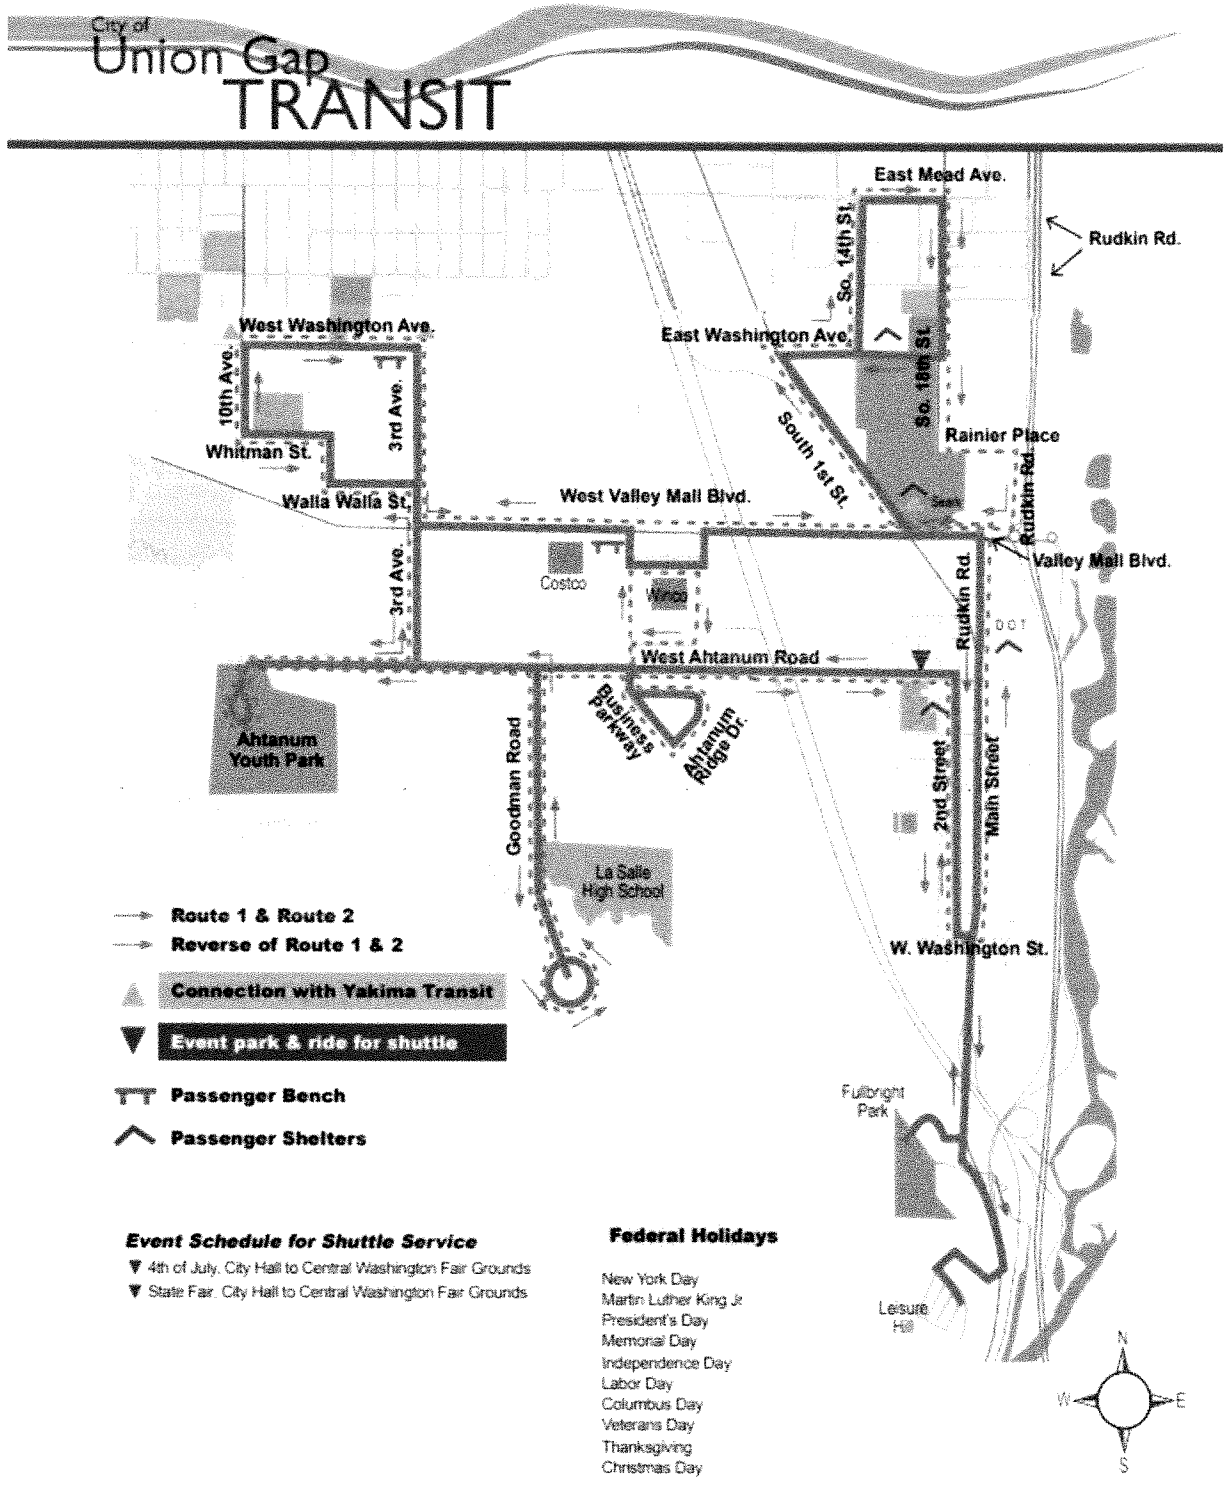 City of
Union Gap
TRANSIT
East Mead Ave.
So. 14th St.
Rudkin Rd.
West Washington Ave.
East Washington Ave.
So. 18th St.
10th Ave.
3rd Ave.
Whitman St.
South 1st St.
Rainier Place
Rudkin Rd.
Walla Walla St.
West Valley Mall Blvd.
Sears
Valley Mall Blvd.
Costco
Winco
3rd Ave.
Rudkin Rd.
D O T
West Ahtanum Road
Business
Parkway
Ahtanum
Ridge Dr.
Ahtanum
Youth Park
Goodman Road
2nd Street
Main Street
La Salle
High School
W. Washington St.
Route 1 & Route 2
Reverse of Route 1 & 2
Connection with Yakima Transit
Event park & ride for shuttle
Passenger Bench
Passenger Shelters
Fulbright
Park
Leisure
Hill
Event Schedule for Shuttle Service
4th of July, City Hall to Central Washington Fair Grounds
State Fair, City Hall to Central Washington Fair Grounds
Federal Holidays
New York Day
Martin Luther King Jr
President's Day
Memorial Day
Independence Day
Labor Day
Columbus Day
Veterans Day
Thanksgiving
Christmas Day
N
W
E
S